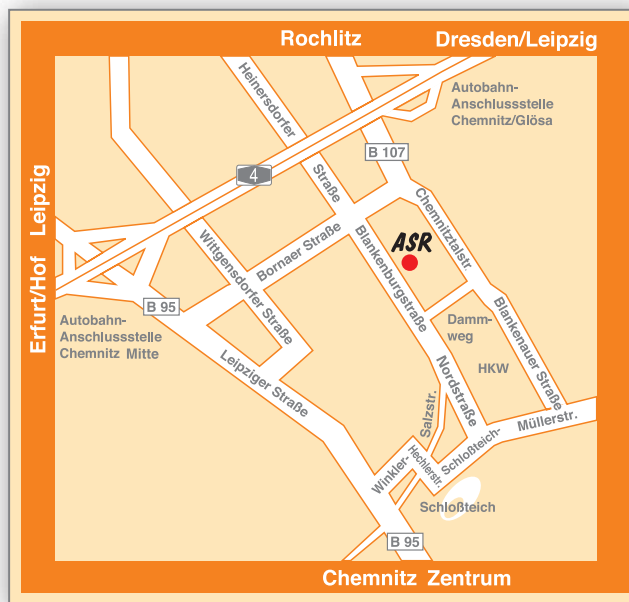 Rochlitz
Dresden/Leipzig
Heinersdorfer
Straße
Autobahn-
Anschlussstelle
Chemnitz/Glösa
B 107
4
Erfurt/Hof Leipzig
Chemnitztalstr.
Wittgensdorfer Straße
Bornaer Straße
Blankenburgstraße
ASR
B 95
Autobahn-
Anschlussstelle
Chemnitz Mitte
Damm-
weg
Blankenauer Straße
Leipziger Straße
HKW
Nordstraße
Salzstr.
Müllerstr.
Schloßteich-
Winkler-
Hechlerstr.
Schloßteich
B 95
Chemnitz Zentrum